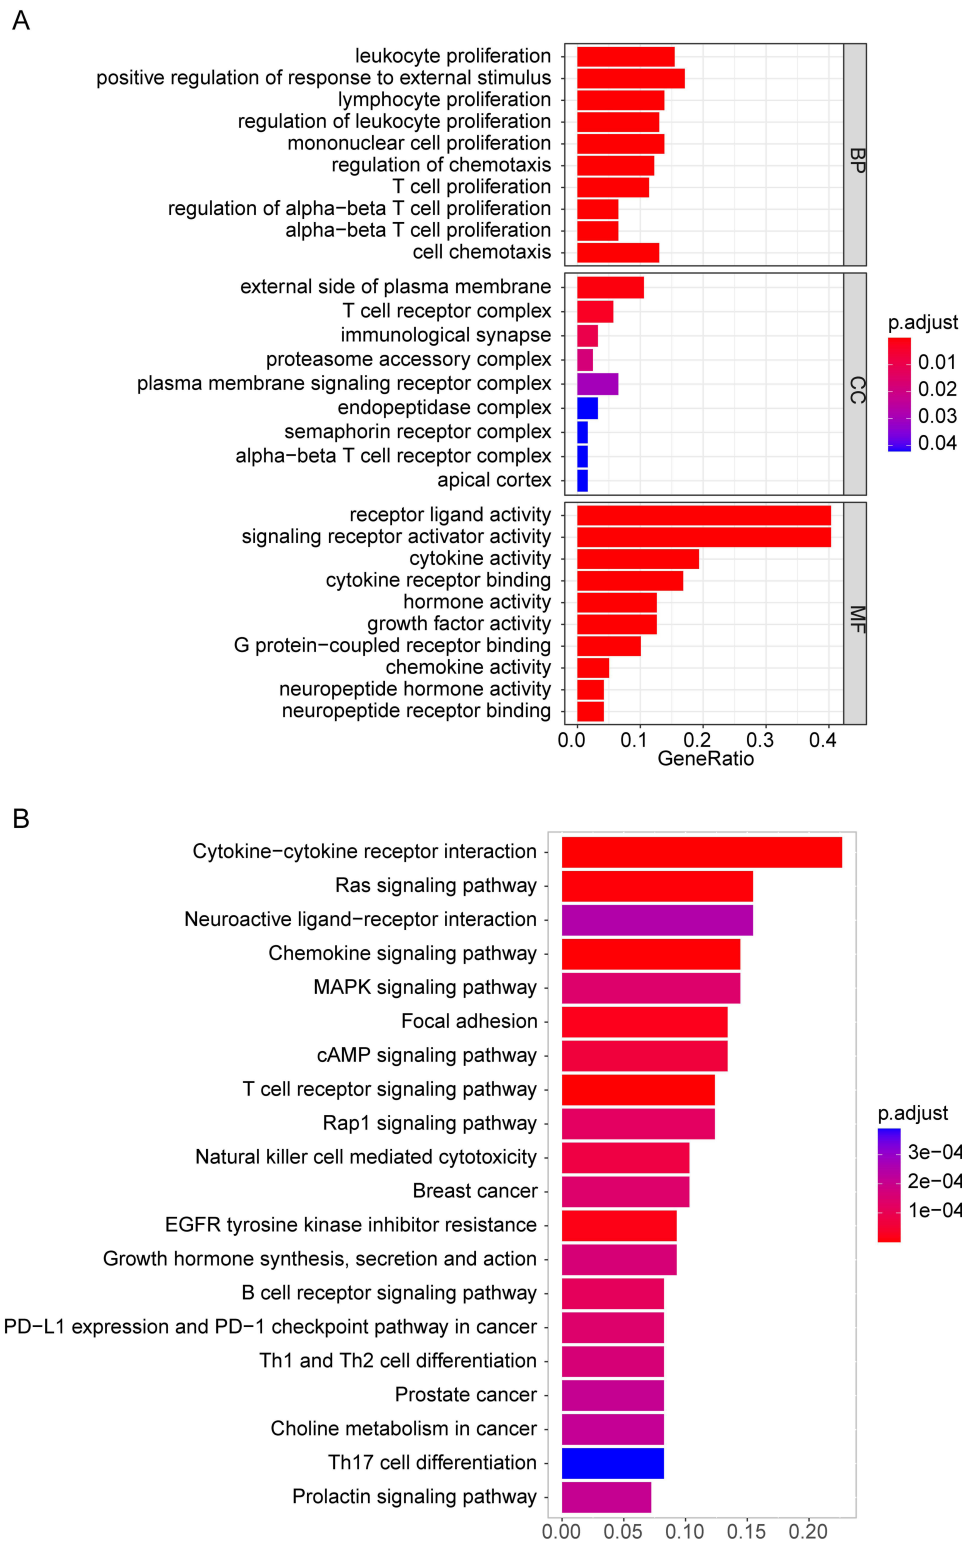 A
leukocyte proliferation
positive regulation of response to external stimulus
lymphocyte proliferation
regulation of leukocyte proliferation
mononuclear cell proliferation
regulation of chemotaxis
T cell proliferation
regulation of alpha−beta T cell proliferation
alpha−beta T cell proliferation
cell chemotaxis
BP
external side of plasma membrane
T cell receptor complex
immunological synapse
proteasome accessory complex
plasma membrane signaling receptor complex
endopeptidase complex
semaphorin receptor complex
alpha−beta T cell receptor complex
apical cortex
CC
receptor ligand activity
signaling receptor activator activity
cytokine activity
cytokine receptor binding
hormone activity
growth factor activity
G protein−coupled receptor binding
chemokine activity
neuropeptide hormone activity
neuropeptide receptor binding
MF
0.0 0.1 0.2 0.3 0.4
GeneRatio
p.adjust
0.01
0.02
0.03
0.04
B
Cytokine−cytokine receptor interaction
Ras signaling pathway
Neuroactive ligand−receptor interaction
Chemokine signaling pathway
MAPK signaling pathway
Focal adhesion
cAMP signaling pathway
T cell receptor signaling pathway
Rap1 signaling pathway
Natural killer cell mediated cytotoxicity
Breast cancer
EGFR tyrosine kinase inhibitor resistance
Growth hormone synthesis, secretion and action
B cell receptor signaling pathway
PD−L1 expression and PD−1 checkpoint pathway in cancer
Th1 and Th2 cell differentiation
Prostate cancer
Choline metabolism in cancer
Th17 cell differentiation
Prolactin signaling pathway
0.00 0.05 0.10 0.15 0.20
p.adjust
3e−04
2e−04
1e−04